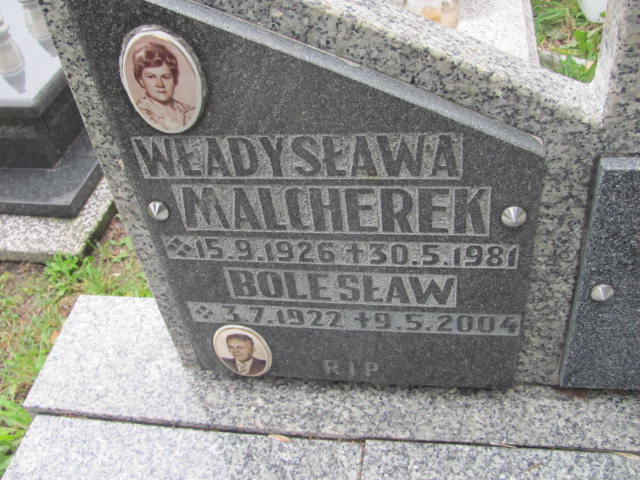 WŁADYSŁAWA
MALCHEREK
15.9.1926 +30.5.1981
BOLESŁAW
3.7.1922 +9.5.2004
RIP